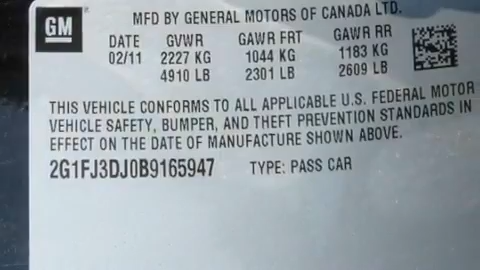 GM
MFD BY GENERAL MOTORS OF CANADA LTD.
DATE GVWR GAWR FRT GAWR RR
02/11 2227 KG 1044 KG 1183 KG
4910 LB 2301 LB 2609 LB
THIS VEHICLE CONFORMS TO ALL APPLICABLE U.S. FEDERAL MOTOR
VEHICLE SAFETY, BUMPER, AND THEFT PREVENTION STANDARDS IN
EFFECT ON THE DATE OF MANUFACTURE SHOWN ABOVE.
2G1FJ3DJ0B9165947 TYPE: PASS CAR